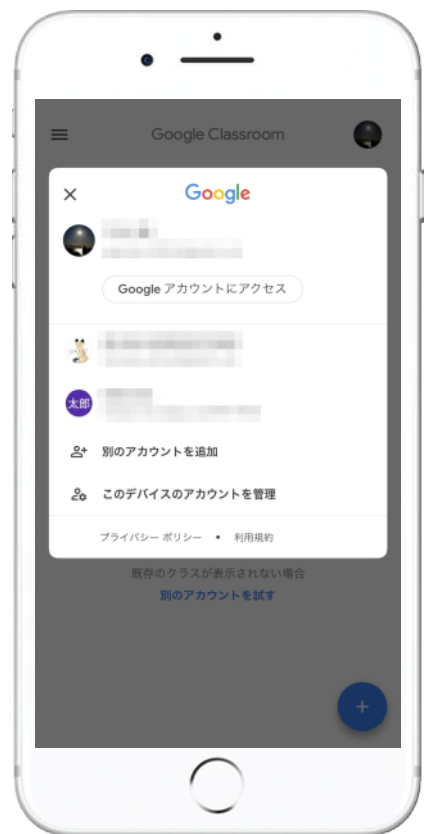 Google Classroom
Google
Google アカウントにアクセス
太郎
別のアカウントを追加
このデバイスのアカウントを管理
プライバシー ポリシー • 利用規約
既存のクラスが表示されない場合
別のアカウントを試す